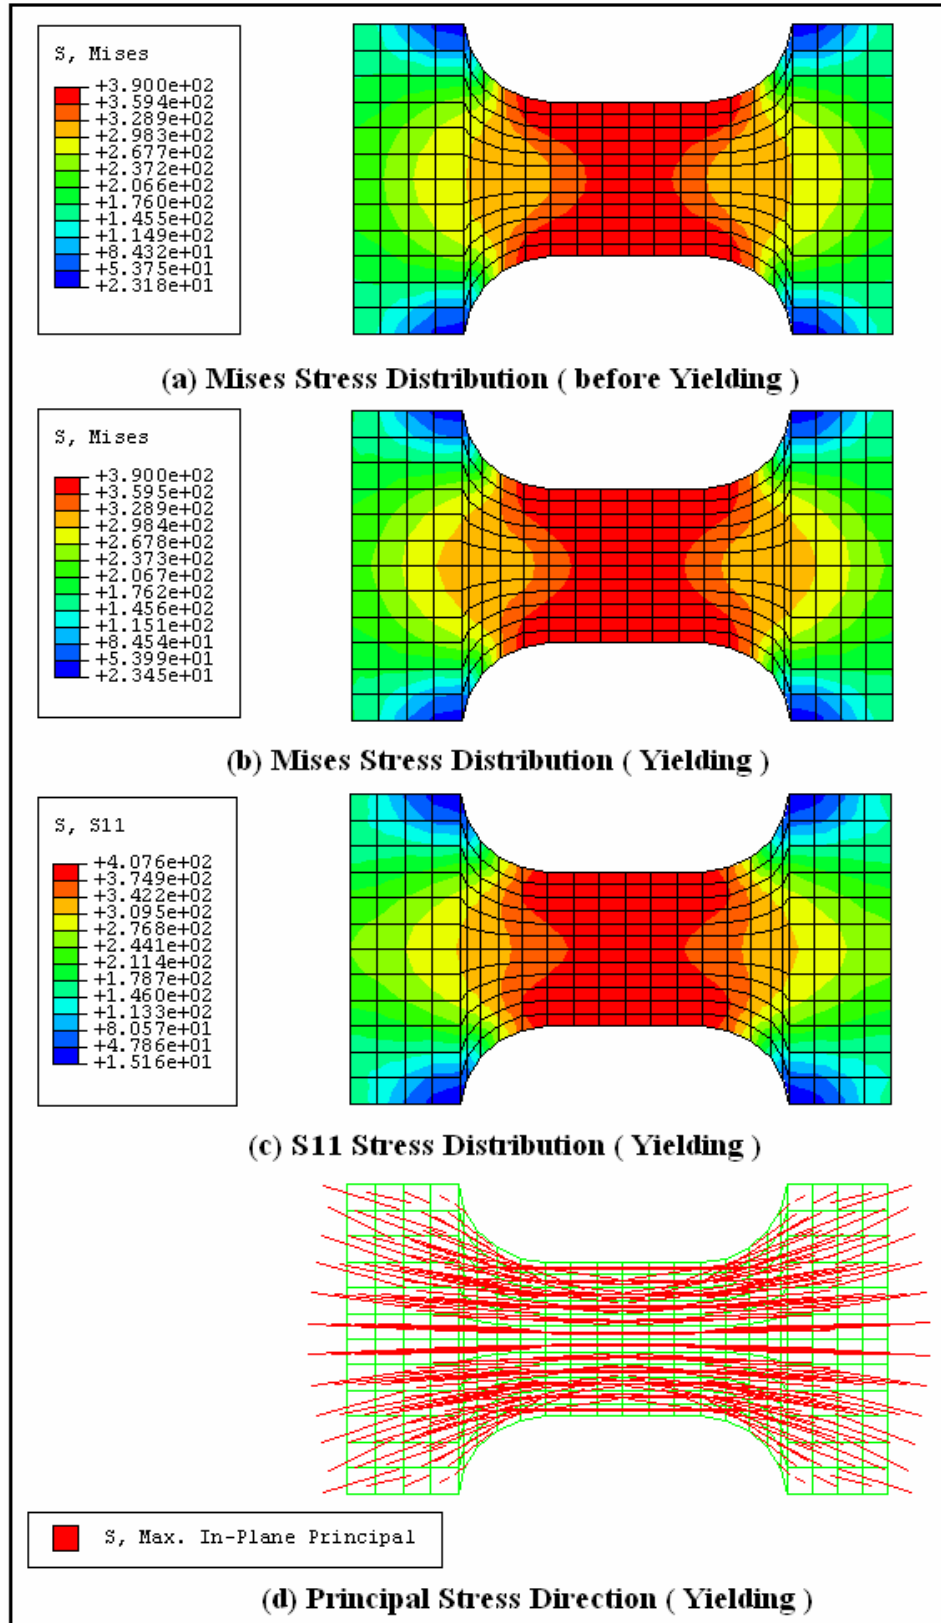 S, Mises
+3.900e+02
+3.594e+02
+3.289e+02
+2.983e+02
+2.677e+02
+2.372e+02
+2.066e+02
+1.760e+02
+1.455e+02
+1.149e+02
+8.432e+01
+5.375e+01
+2.318e+01
(a) Mises Stress Distribution ( before Yielding )
S, Mises
+3.900e+02
+3.595e+02
+3.289e+02
+2.984e+02
+2.678e+02
+2.373e+02
+2.067e+02
+1.762e+02
+1.456e+02
+1.151e+02
+8.454e+01
+5.399e+01
+2.345e+01
(b) Mises Stress Distribution ( Yielding )
S, S11
+4.076e+02
+3.749e+02
+3.422e+02
+3.095e+02
+2.768e+02
+2.441e+02
+2.114e+02
+1.787e+02
+1.460e+02
+1.133e+02
+8.057e+01
+4.786e+01
+1.516e+01
(c) S11 Stress Distribution ( Yielding )
S, Max. In-Plane Principal
(d) Principal Stress Direction ( Yielding )